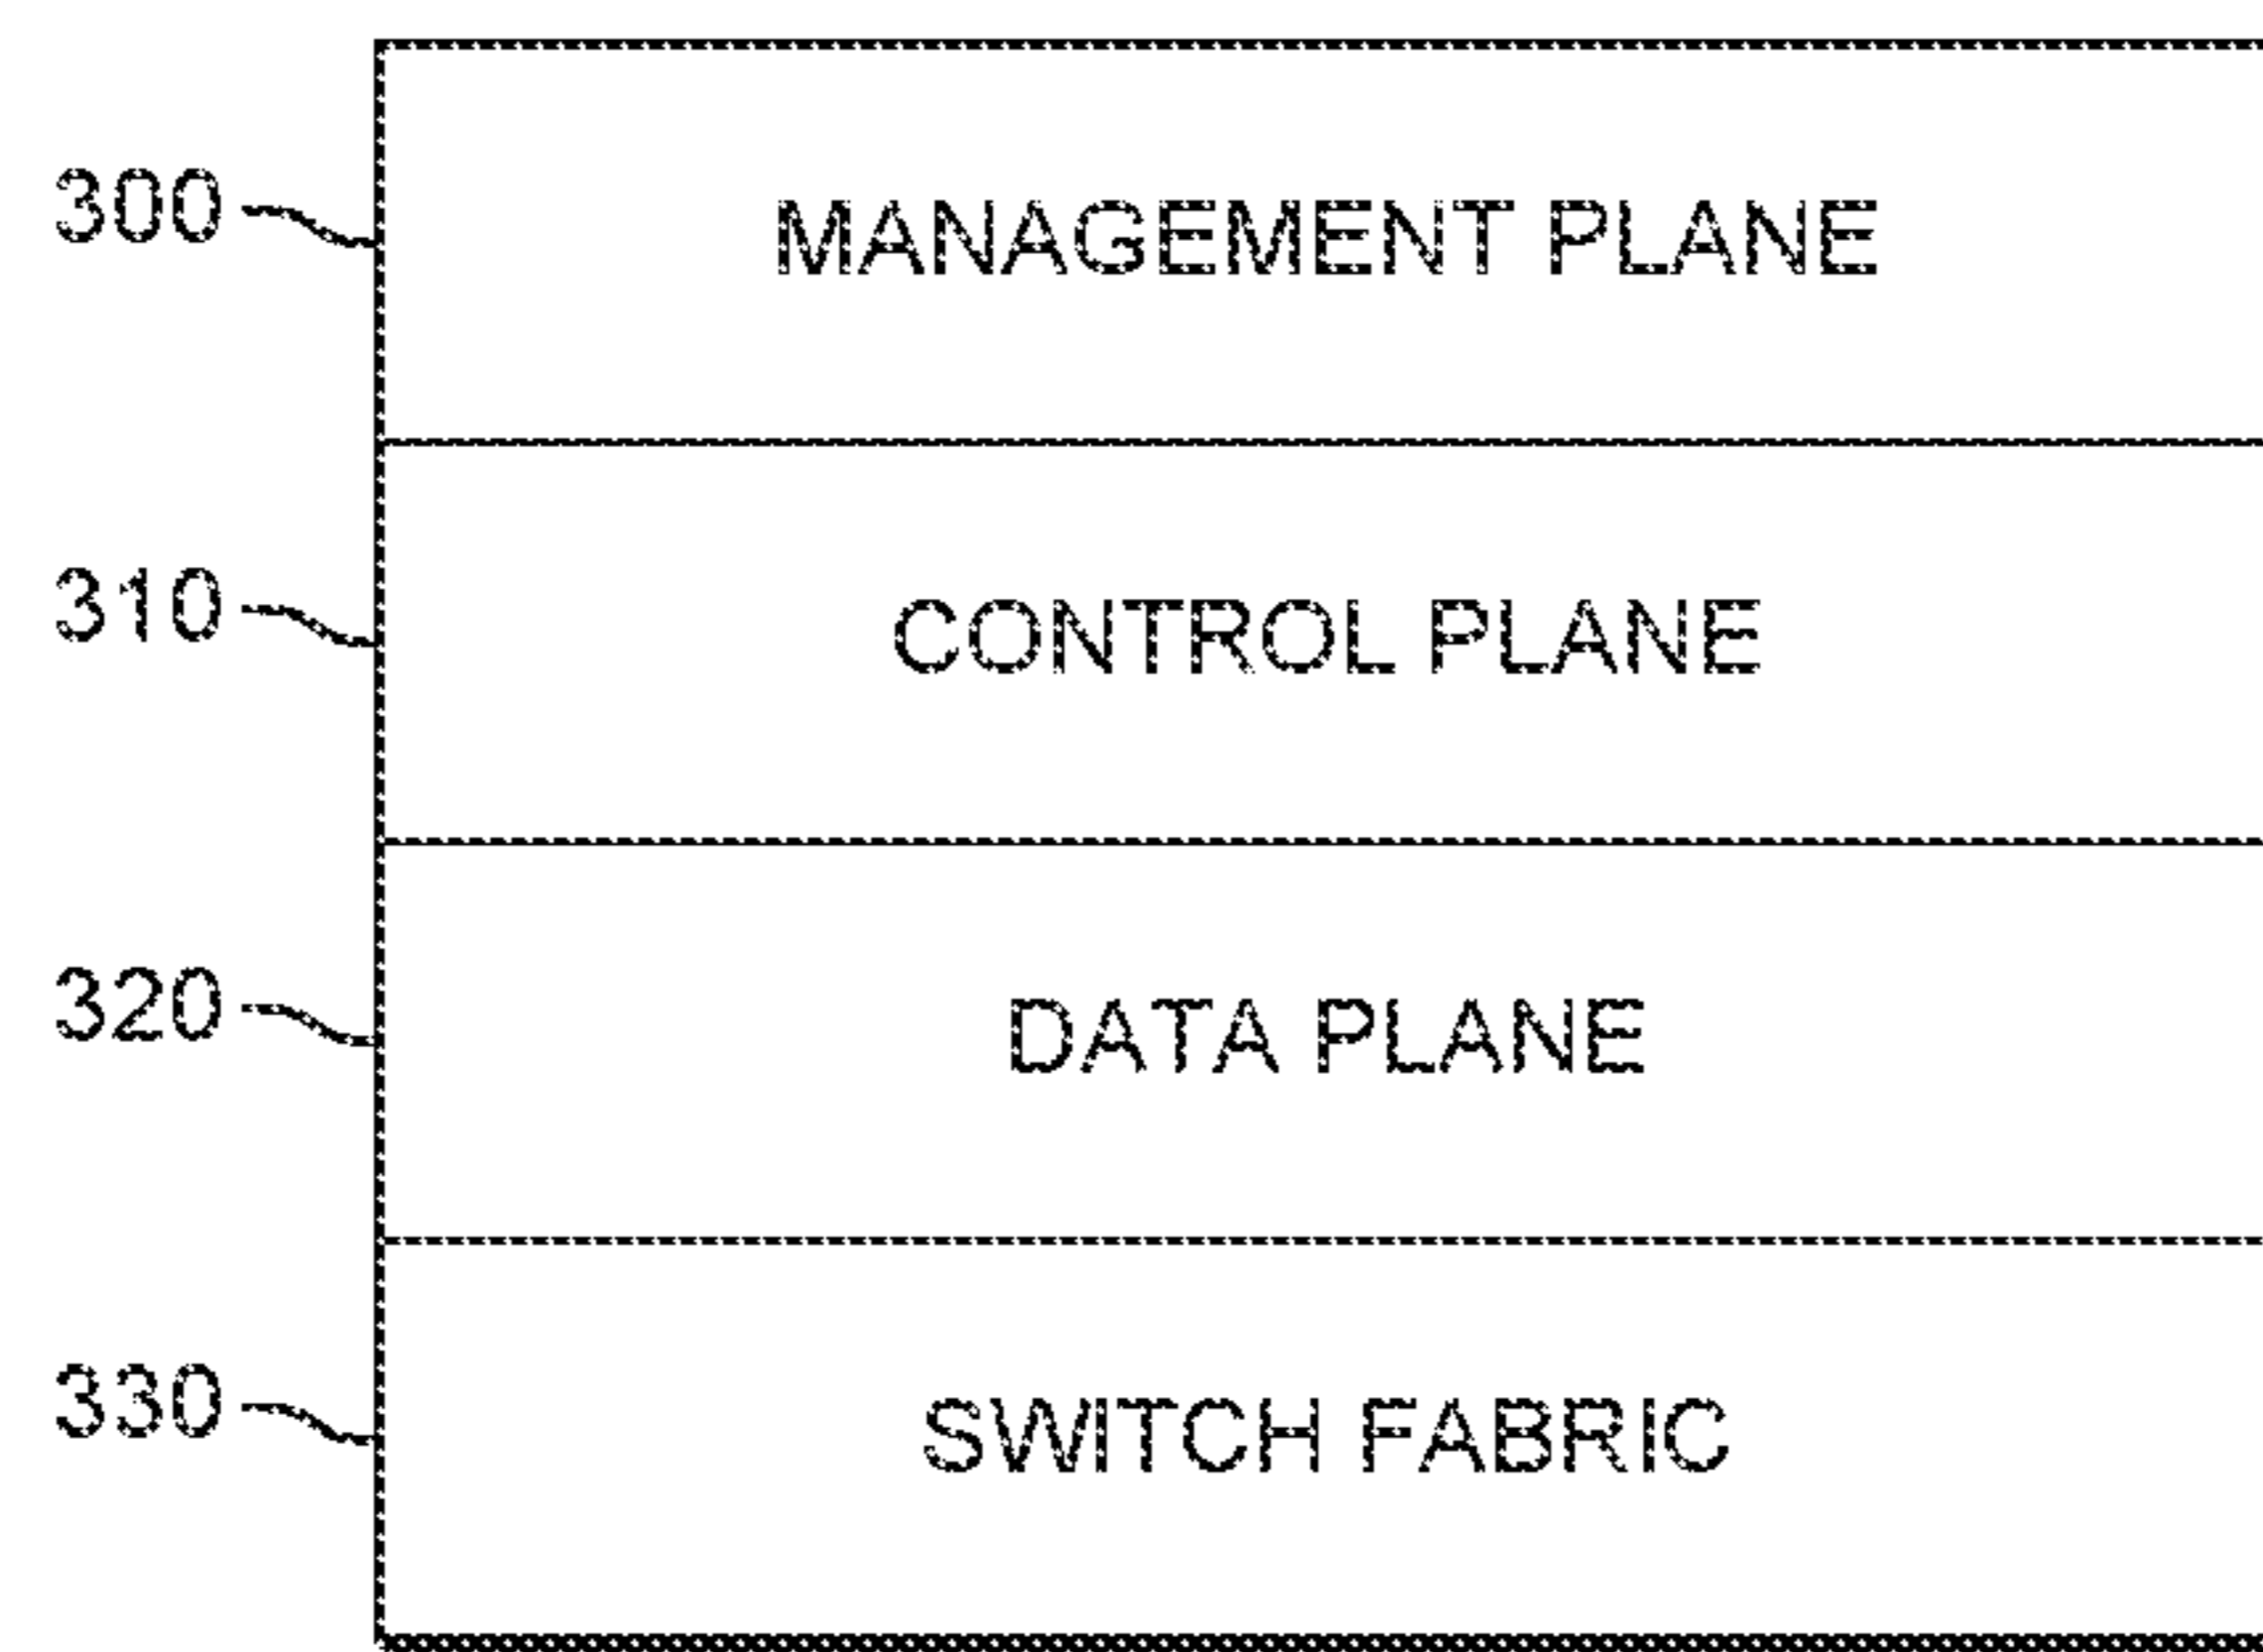 300 MANAGEMENT PLANE
310 CONTROL PLANE
320 DATA PLANE
330 SWITCH FABRIC